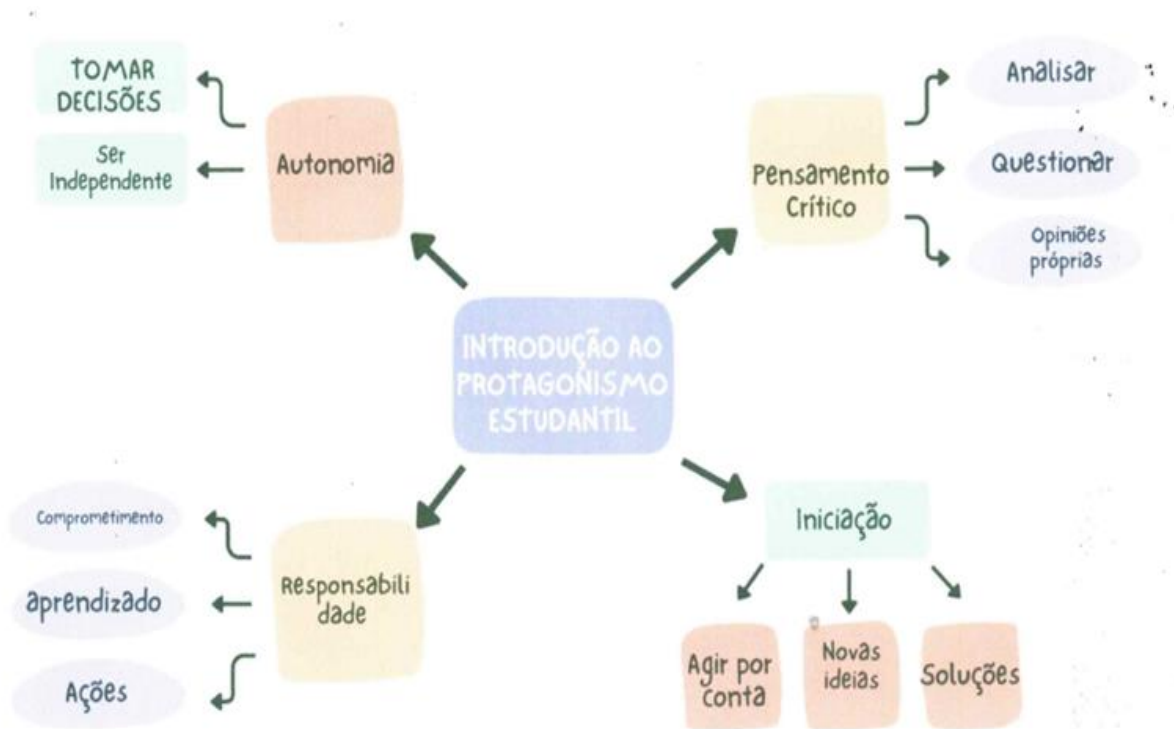 TOMAR
DECISÕES
Ser
Independente
Autonomia
Pensamento
Crítico
Analisar
Questionar
Opiniões
próprias
INTRODUÇÃO AO
PROTAGONISMO
ESTUDANTIL
Comprometimento
aprendizado
Ações
Responsabili
dade
Iniciação
Agir por
Conta
Novas
ideias
Soluções